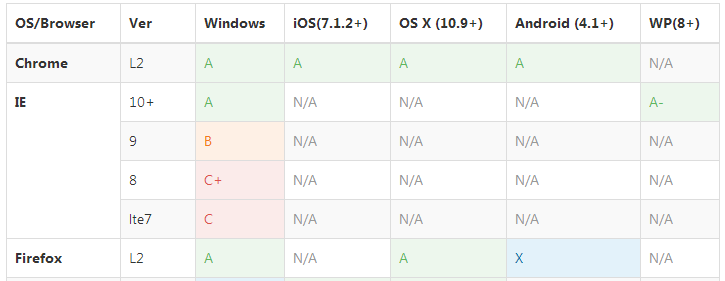 OS/Browser Ver Windows iOS(7.1.2+) OS X (10.9+) Android (4.1+) WP(8+)
Chrome L2 A A A A N/A
IE 10+ A N/A N/A N/A A-
9 B N/A N/A N/A N/A
8 C+ N/A N/A N/A N/A
lte7 C N/A N/A N/A N/A
Firefox L2 A N/A A X N/A